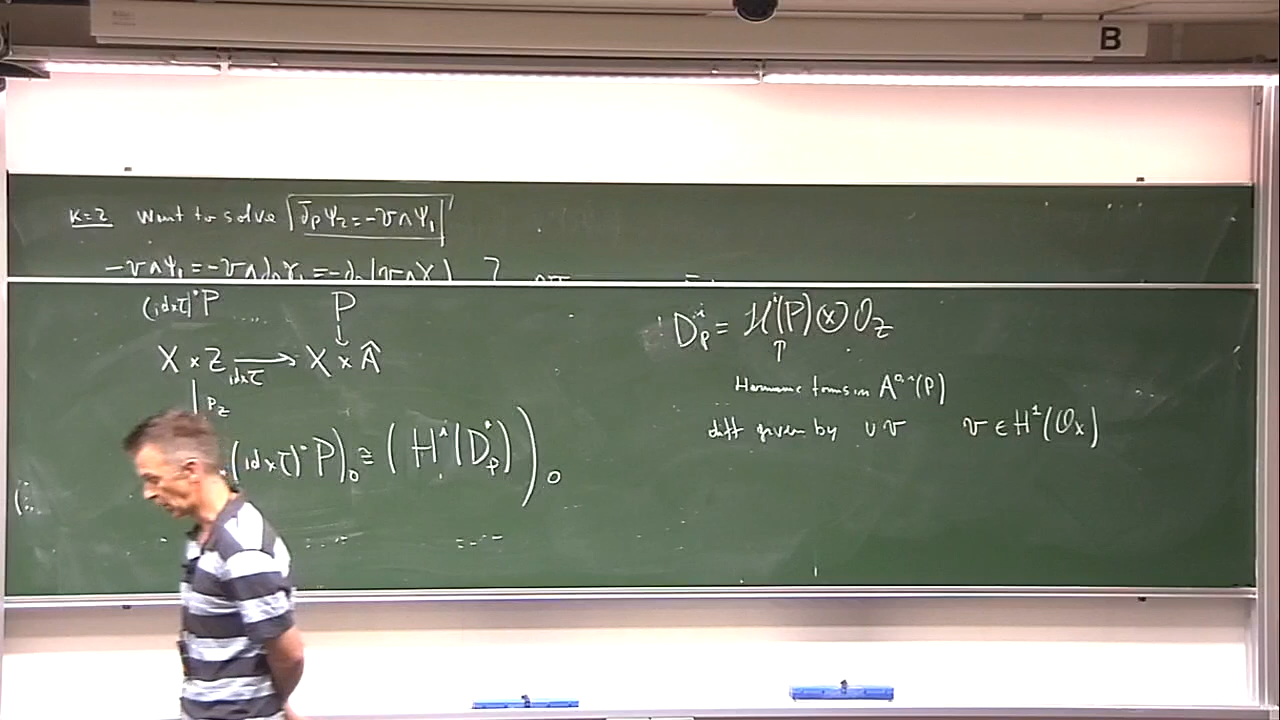 B
K=2 Want to solve ∂̄_P Ψ_2 = -v∧Ψ_1
-v∧Ψ_1 = -v∧∂̄_P γ_1 =
(id×τ)*P .... P
X × Z → X × Â
id×τ
P_Z
(id×τ)*P)_0 ≅ (H^i(D_P^•))_0
D_P^i = H^i(P) ⊗ O_Z
↑
Harmonic forms in A^{0,i}(P)
diff given by ∪ v v ∈ H^1(O_X)